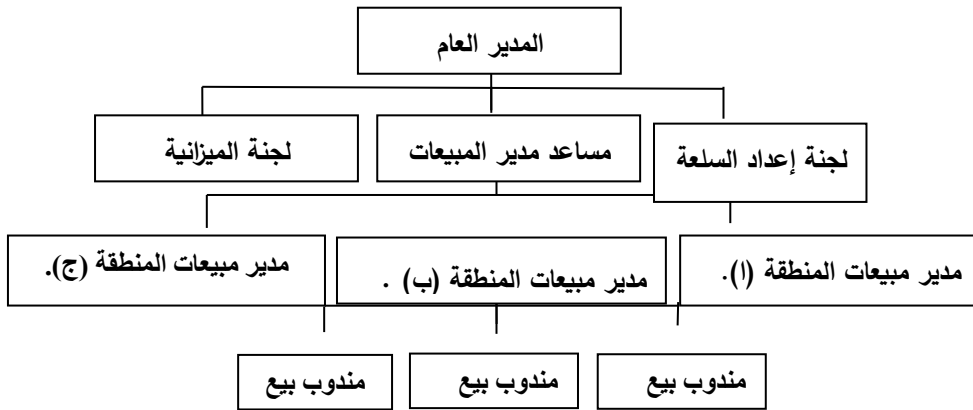 المدير العام
لجنة إعداد السلعة
مساعد مدير المبيعات
لجنة الميزانية
مدير مبيعات المنطقة (ا).
مدير مبيعات المنطقة (ب) .
مدير مبيعات المنطقة (ج).
مندوب بيع
مندوب بيع
مندوب بيع